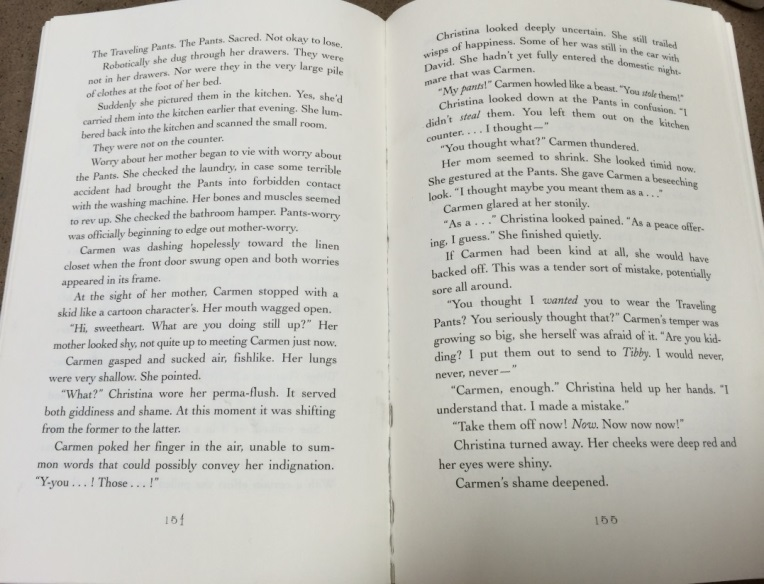 The Traveling Pants. The Pants. Sacred. Not okay to lose.
Robotically she dug through her drawers. They were
not in her drawers. Nor were they in the very large pile
of clothes at the foot of her bed.
Suddenly she pictured them in the kitchen. Yes, she'd
carried them into the kitchen earlier that evening. She lum-
bered back into the kitchen and scanned the small room.
They were not on the counter.
Worry about her mother began to vie with worry about
the Pants. She checked the laundry, in case some terrible
accident had brought the Pants into forbidden contact
with the washing machine. Her bones and muscles seemed
to rev up. She checked the bathroom hamper. Pants-worry
was officially beginning to edge out mother-worry.
Carmen was dashing hopelessly toward the linen
closet when the front door swung open and both worries
appeared in its frame.
At the sight of her mother, Carmen stopped with a
skid like a cartoon character's. Her mouth wagged open.
"Hi, sweetheart. What are you doing still up?" Her
mother looked shy, not quite up to meeting Carmen just now.
Carmen gasped and sucked air, fishlike. Her lungs
were very shallow. She pointed.
"What?" Christina wore her perma-flush. It served
both giddiness and shame. At this moment it was shifting
from the former to the latter.
Carmen poked her finger in the air, unable to sum-
mon words that could possibly convey her indignation.
"Y-you . . . ! Those . . . !"
154
Christina looked deeply uncertain. She still trailed
wisps of happiness. Some of her was still in the car with
David. She hadn't yet fully entered the domestic night-
mare that was Carmen.
"My pants!" Carmen howled like a beast. "You stole them!"
Christina looked down at the Pants in confusion. "I
didn't steal them. You left them out on the kitchen
counter. . . . I thought—"
"You thought what?" Carmen thundered.
Her mom seemed to shrink. She looked timid now.
She gestured at the Pants. She gave Carmen a beseeching
look. "I thought maybe you meant them as a . . ."
Carmen glared at her stonily.
"As a . . ." Christina looked pained. "As a peace offer-
ing, I guess." She finished quietly.
If Carmen had been kind at all, she would have
backed off. This was a tender sort of mistake, potentially
sore all around.
"You thought I wanted you to wear the Traveling
Pants? You seriously thought that?" Carmen's temper was
growing so big, she herself was afraid of it. "Are you kid-
ding? I put them out to send to Tibby. I would never,
never, never—"
"Carmen, enough." Christina held up her hands. "I
understand that. I made a mistake."
"Take them off now! Now. Now now now!"
Christina turned away. Her cheeks were deep red and
her eyes were shiny.
Carmen's shame deepened.
155